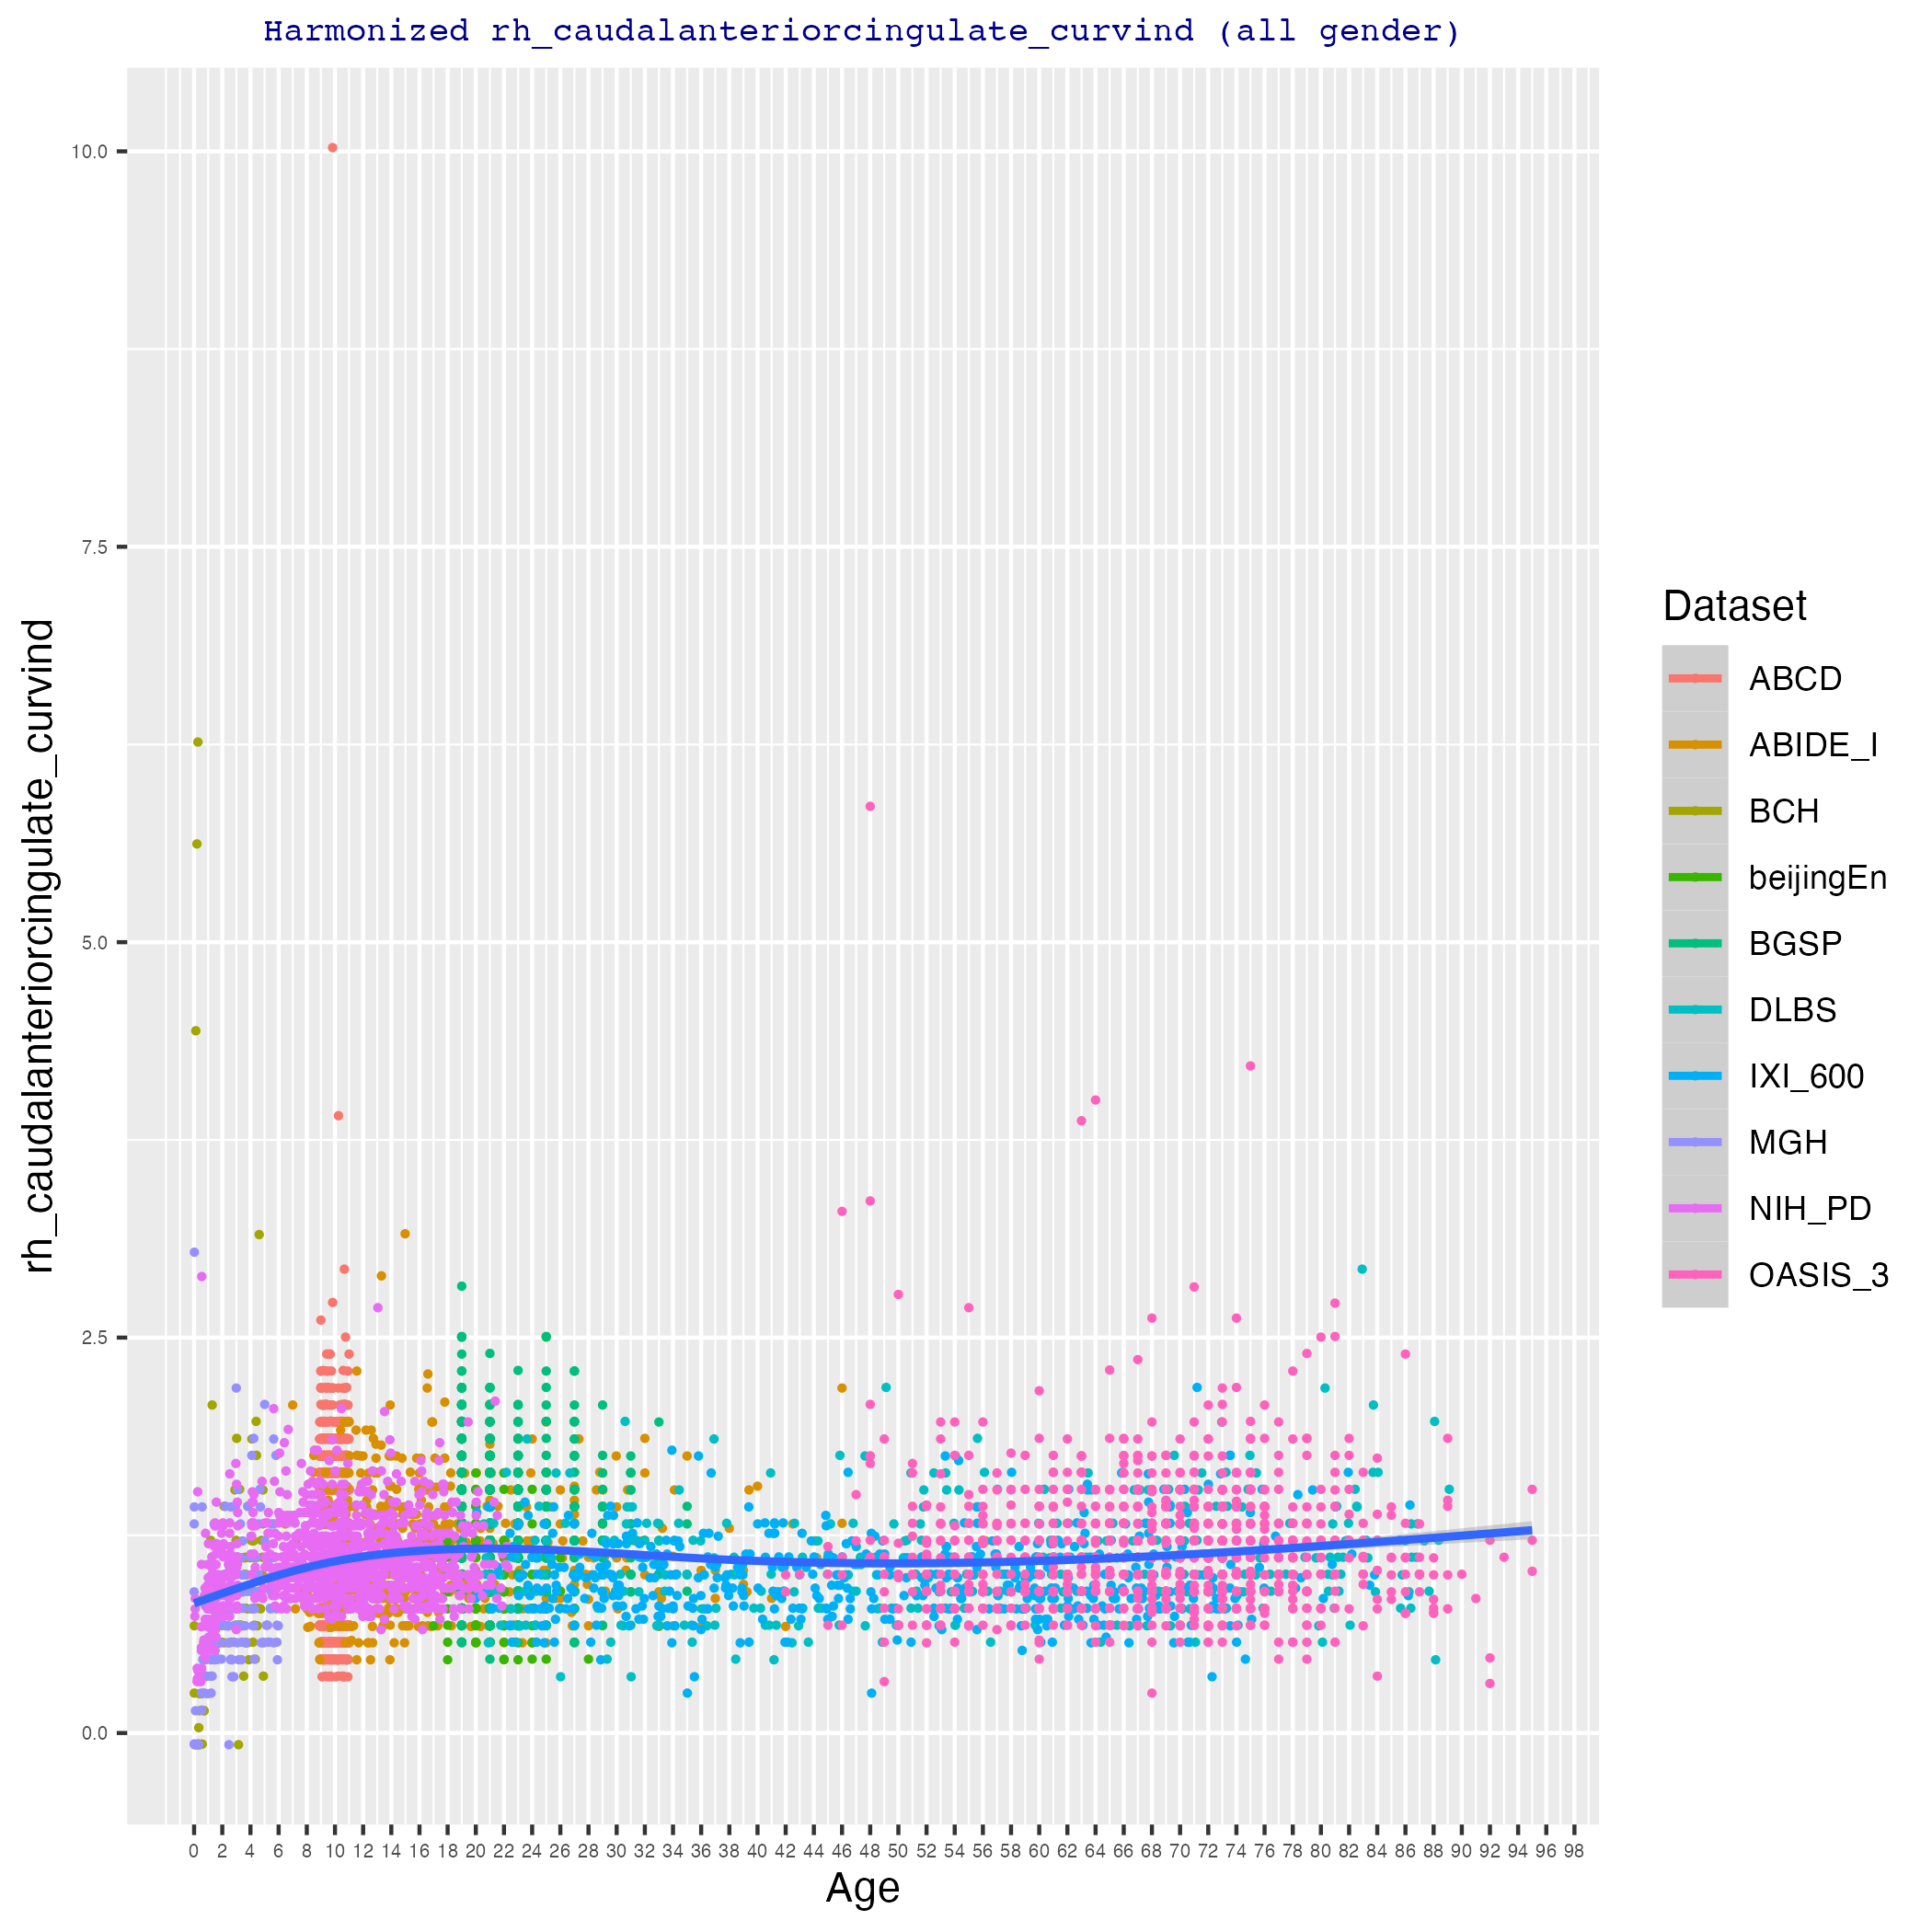 Harmonized rh_caudalanteriorcingulate_curvind (all gender)
rh_caudalanteriorcingulate_curvind
10.0
7.5
5.0
2.5
0.0
0 2 4 6 8 10 12 14 16 18 20 22 24 26 28 30 32 34 36 38 40 42 44 46 48 50 52 54 56 58 60 62 64 66 68 70 72 74 76 78 80 82 84 86 88 90 92 94 96 98
Age
Dataset
ABCD
ABIDE_I
BCH
beijingEn
BGSP
DLBS
IXI_600
MGH
NIH_PD
OASIS_3